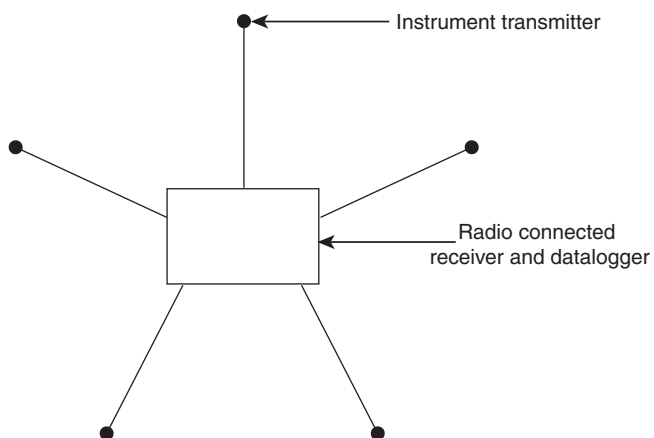 Instrument transmitter
Radio connected
receiver and datalogger